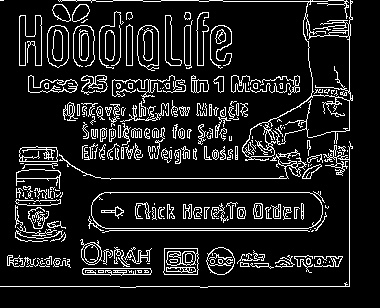 HoodiaLife
Lose 25 pounds in 1 Month!
Discover the New Miracle
Supplement for Safe,
Effective Weight Loss!
Click Here To Order!
Featured on:
OPRAH
60
abc
TODAY